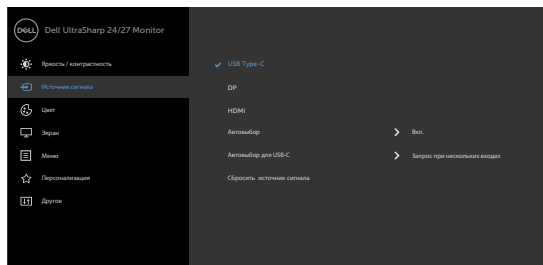 DELL
Dell UltraSharp 24/27 Monitor
Яркость / контрастность
USB Type-C
Источник сигнала
DP
Цвет
HDMI
Экран
Автовыбор
Вкл.
Меню
Автовыбор для USB-C
Запрос при нескольких входах
Персонализация
Сбросить источник сигнала
Другое